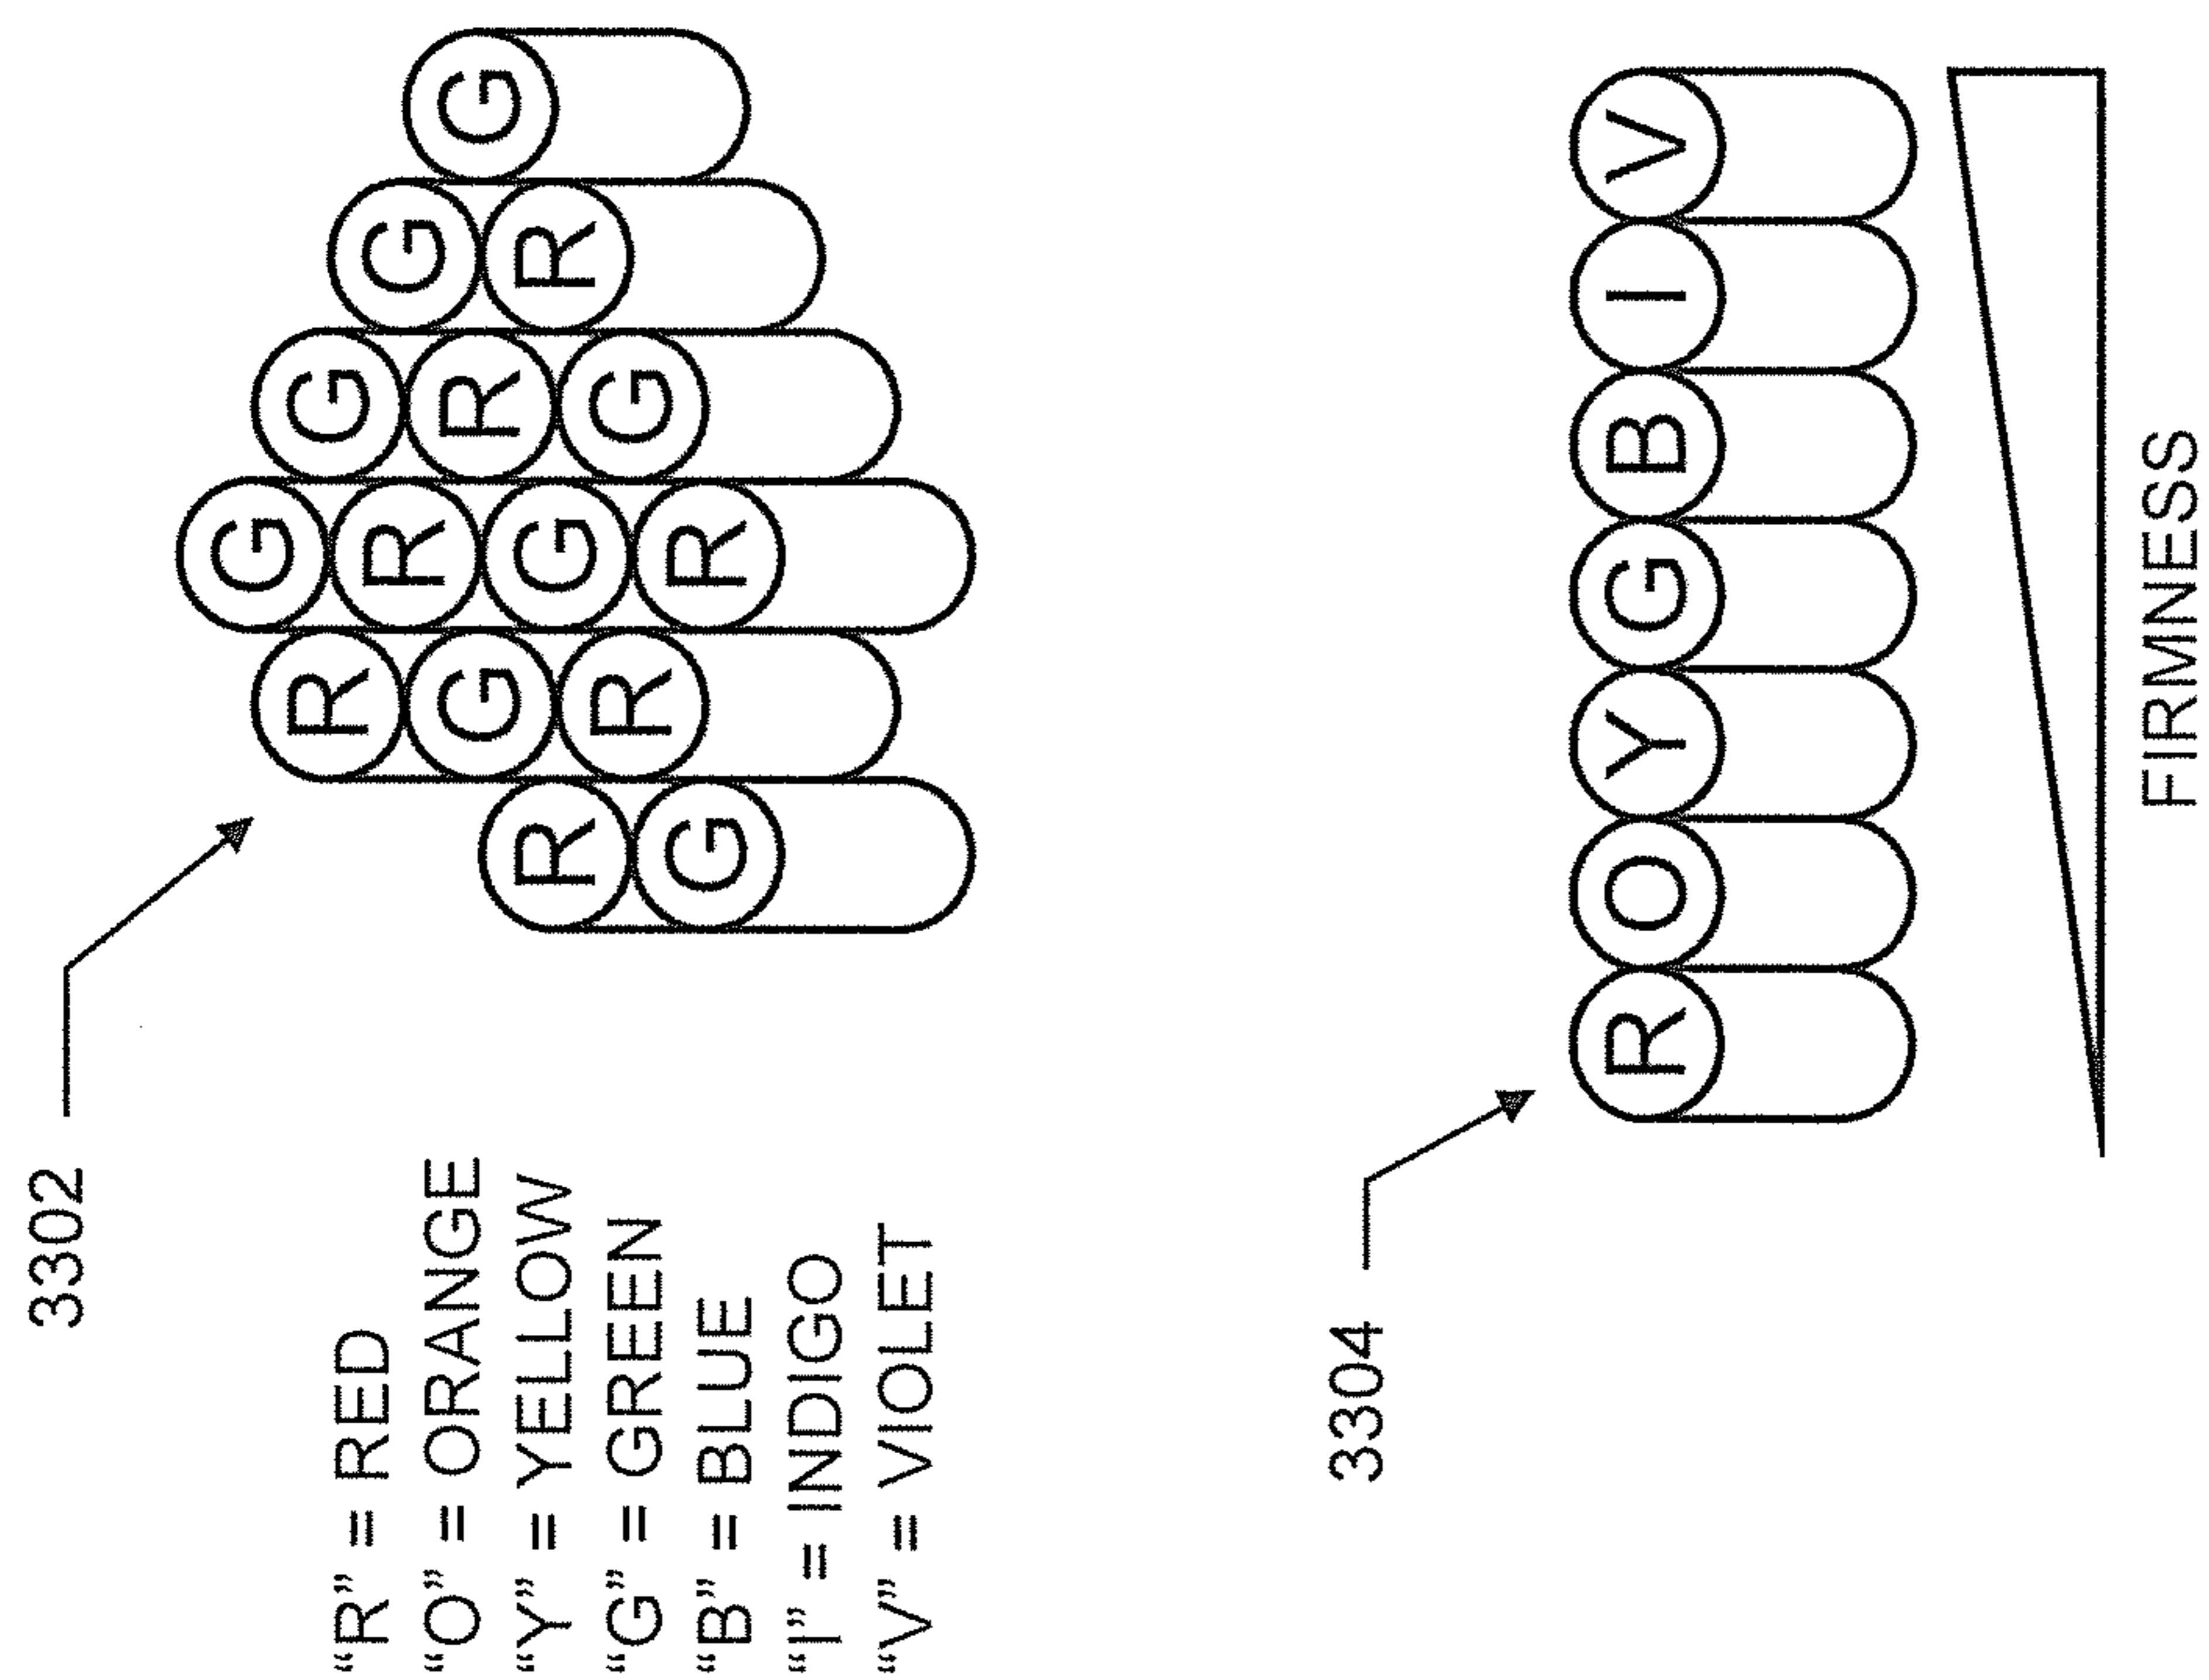 3302
"R" = RED
"O" = ORANGE
"Y" = YELLOW
"G" = GREEN
"B" = BLUE
"I" = INDIGO
"V" = VIOLET
G
R G
R G
G R G
R G R
R G
G R
3304
R O Y G B I V
FIRMNESS